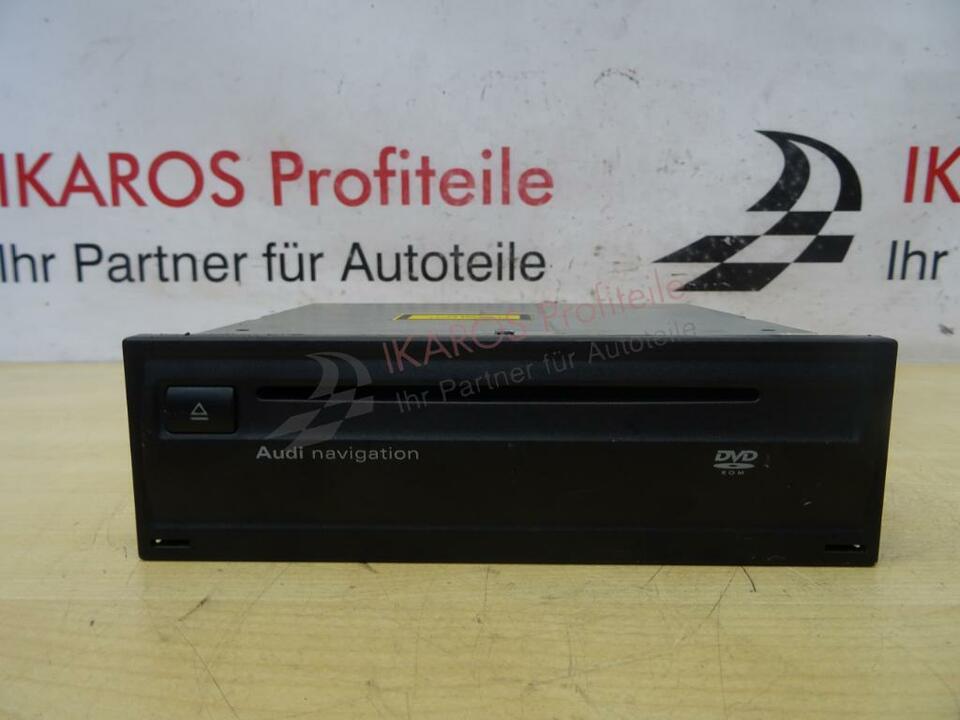 IKAROS Profiteile
Ihr Partner für Autoteile
IK
Ihr
IKAROS Profiteile
Ihr Partner für Autoteile
Audi navigation
DVD
ROM